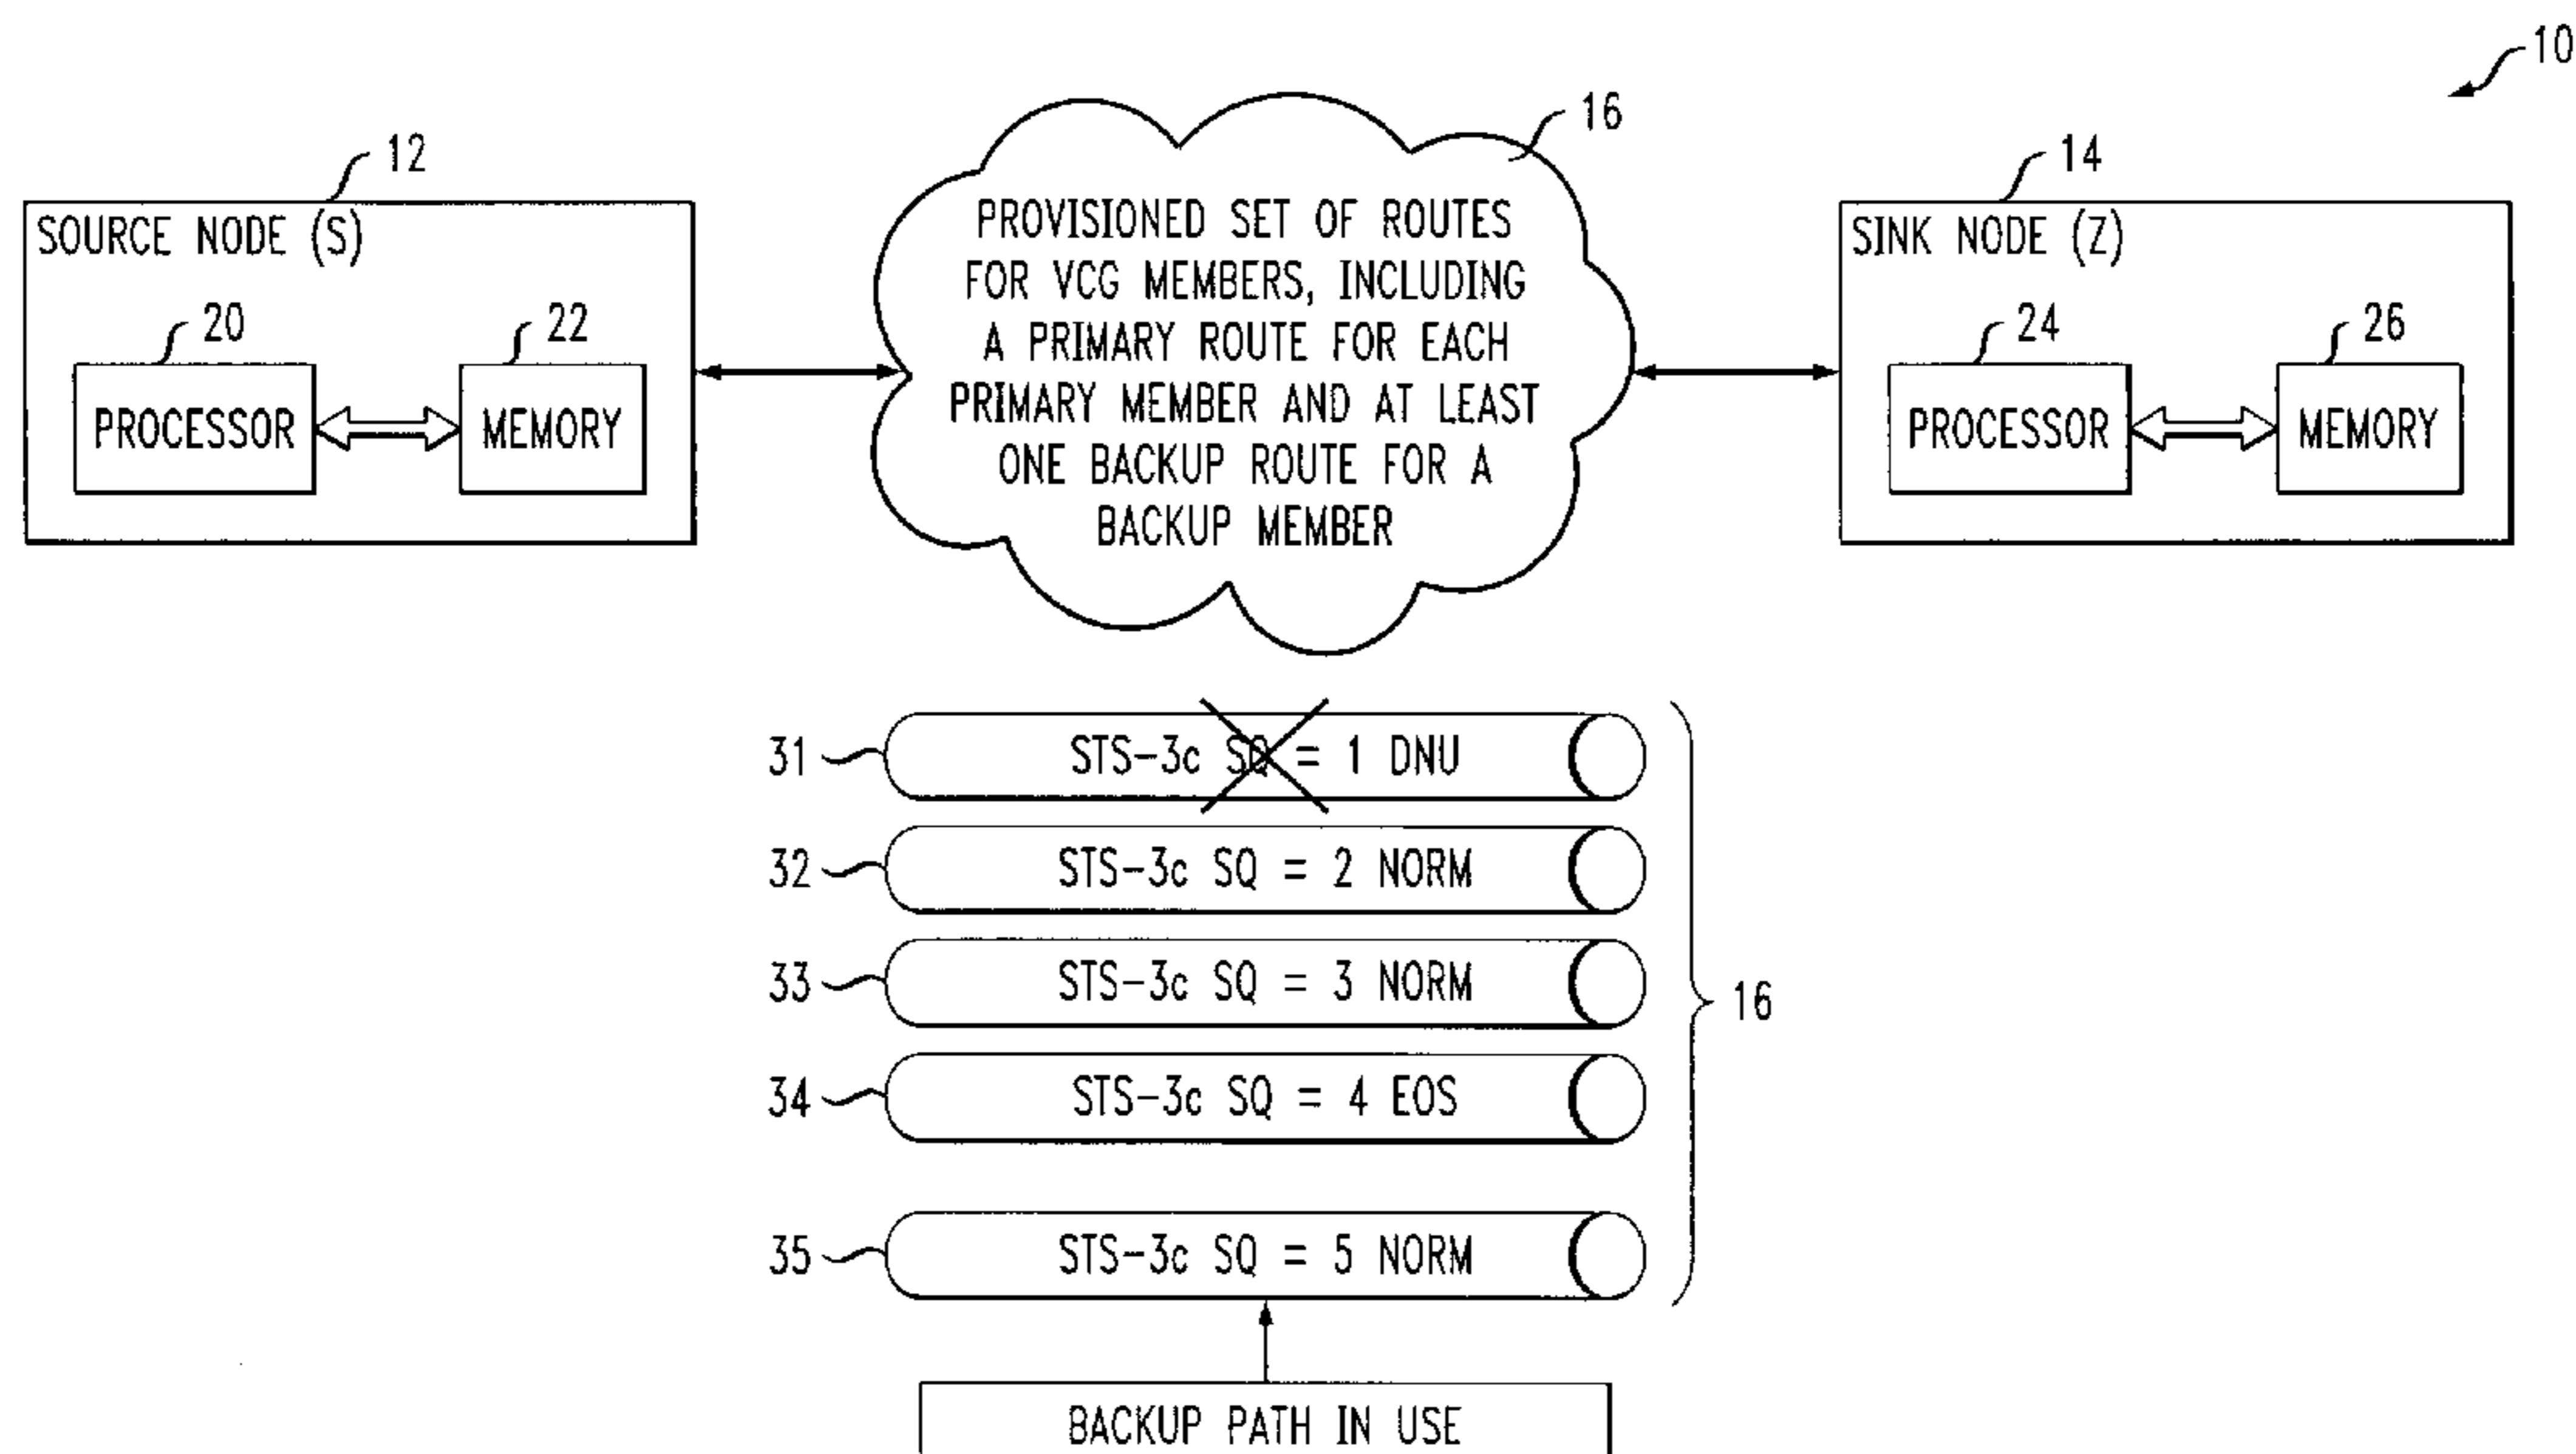 10
16
12
14
SOURCE NODE (S)
PROVISIONED SET OF ROUTES
FOR VCG MEMBERS, INCLUDING
A PRIMARY ROUTE FOR EACH
PRIMARY MEMBER AND AT LEAST
ONE BACKUP ROUTE FOR A
BACKUP MEMBER
SINK NODE (Z)
20
22
24
26
PROCESSOR
MEMORY
PROCESSOR
MEMORY
31
STS-3c SQ = 1 DNU
32
STS-3c SQ = 2 NORM
33
STS-3c SQ = 3 NORM
16
34
STS-3c SQ = 4 EOS
35
STS-3c SQ = 5 NORM
BACKUP PATH IN USE